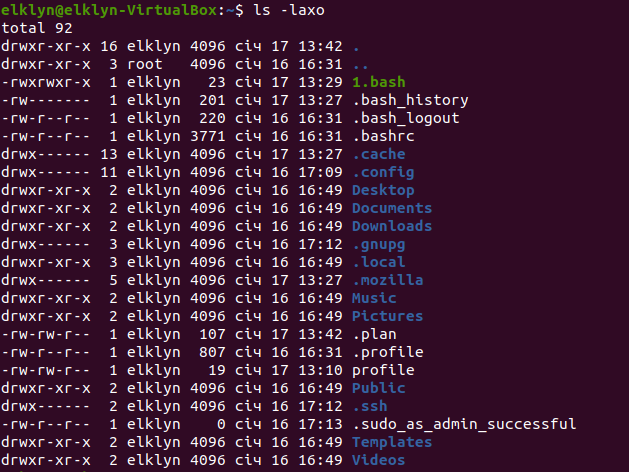 elklyn@elklyn-VirtualBox:~$ ls -laxo
total 92
drwxr-xr-x 16 elklyn 4096 січ 17 13:42 .
drwxr-xr-x  3 root   4096 січ 16 16:31 ..
-rwxrwxr-x  1 elklyn   23 січ 17 13:29 1.bash
-rw-------  1 elklyn  201 січ 17 13:27 .bash_history
-rw-r--r--  1 elklyn  220 січ 16 16:31 .bash_logout
-rw-r--r--  1 elklyn 3771 січ 16 16:31 .bashrc
drwx------ 13 elklyn 4096 січ 17 13:27 .cache
drwx------ 11 elklyn 4096 січ 16 17:09 .config
drwxr-xr-x  2 elklyn 4096 січ 16 16:49 Desktop
drwxr-xr-x  2 elklyn 4096 січ 16 16:49 Documents
drwxr-xr-x  2 elklyn 4096 січ 16 16:49 Downloads
drwx------  3 elklyn 4096 січ 16 17:12 .gnupg
drwxr-xr-x  3 elklyn 4096 січ 16 16:49 .local
drwx------  5 elklyn 4096 січ 17 13:27 .mozilla
drwxr-xr-x  2 elklyn 4096 січ 16 16:49 Music
drwxr-xr-x  2 elklyn 4096 січ 16 16:49 Pictures
-rw-rw-r--  1 elklyn  107 січ 17 13:42 .plan
-rw-r--r--  1 elklyn  807 січ 16 16:31 .profile
-rw-rw-r--  1 elklyn   19 січ 17 13:10 profile
drwxr-xr-x  2 elklyn 4096 січ 16 16:49 Public
drwx------  2 elklyn 4096 січ 16 17:12 .ssh
-rw-r--r--  1 elklyn    0 січ 16 17:13 .sudo_as_admin_successful
drwxr-xr-x  2 elklyn 4096 січ 16 16:49 Templates
drwxr-xr-x  2 elklyn 4096 січ 16 16:49 Videos